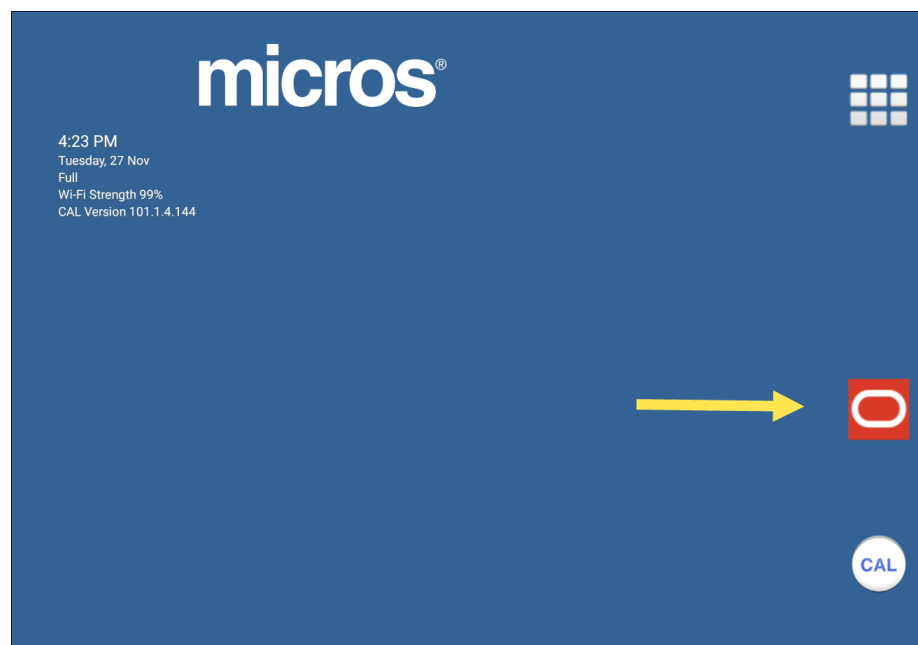 micros®
4:23 PM
Tuesday, 27 Nov
Full
Wi-Fi Strength 99%
CAL Version 101.1.4.144
CAL